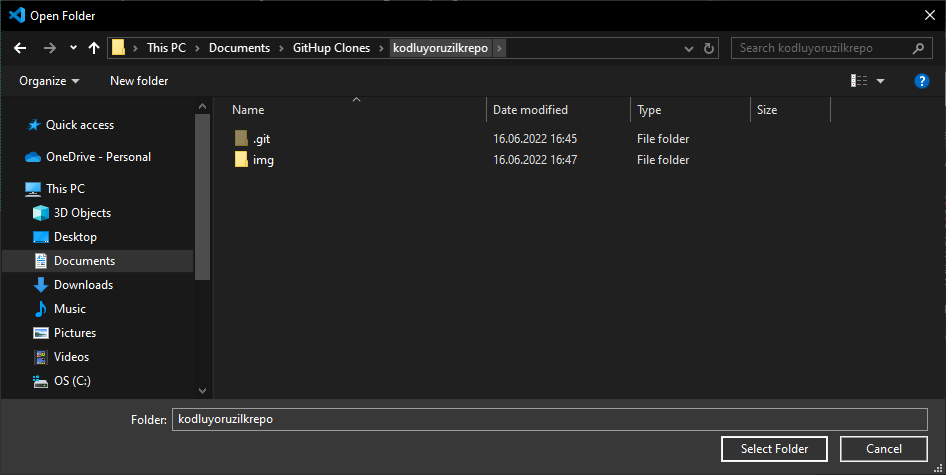 Open Folder
This PC Documents GitHup Clones kodluyoruzilkrepo Search kodluyoruzilkrepo
Organize New folder
Name Date modified Type Size
.git 16.06.2022 16:45 File folder
img 16.06.2022 16:47 File folder
Quick access
OneDrive - Personal
This PC
3D Objects
Desktop
Documents
Downloads
Music
Pictures
Videos
OS (C:)
Folder: kodluyoruzilkrepo
Select Folder Cancel